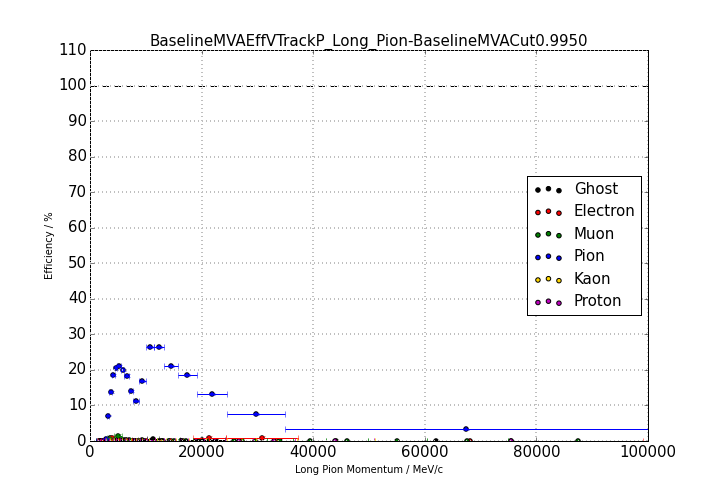 BaselineMVAEffVTrackP_Long_Pion-BaselineMVACut0.9950
110
100
90
80
70
60
50
40
30
20
10
0
Efficiency / %
Ghost
Electron
Muon
Pion
Kaon
Proton
0 20000 40000 60000 80000 100000
Long Pion Momentum / MeV/c